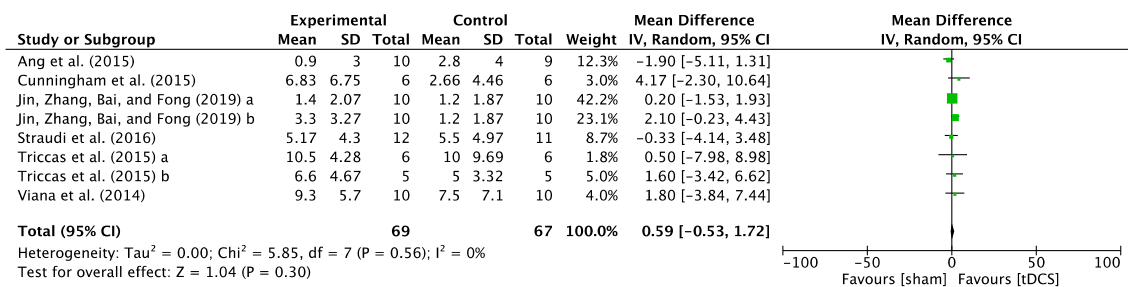 Experimental Control Mean Difference Mean Difference
Study or Subgroup Mean SD Total Mean SD Total Weight IV, Random, 95% CI IV, Random, 95% CI
Ang et al. (2015) 0.9 3 10 2.8 4 9 12.3% −1.90 [−5.11, 1.31]
Cunningham et al. (2015) 6.83 6.75 6 2.66 4.46 6 3.0% 4.17 [−2.30, 10.64]
Jin, Zhang, Bai, and Fong (2019) a 1.4 2.07 10 1.2 1.87 10 42.2% 0.20 [−1.53, 1.93]
Jin, Zhang, Bai, and Fong (2019) b 3.3 3.27 10 1.2 1.87 10 23.1% 2.10 [−0.23, 4.43]
Straudi et al. (2016) 5.17 4.3 12 5.5 4.97 11 8.7% −0.33 [−4.14, 3.48]
Triccas et al. (2015) a 10.5 4.28 6 10 9.69 6 1.8% 0.50 [−7.98, 8.98]
Triccas et al. (2015) b 6.6 4.67 5 5 3.32 5 5.0% 1.60 [−3.42, 6.62]
Viana et al. (2014) 9.3 5.7 10 7.5 7.1 10 4.0% 1.80 [−3.84, 7.44]
Total (95% CI) 69 67 100.0% 0.59 [−0.53, 1.72]
Heterogeneity: Tau² = 0.00; Chi² = 5.85, df = 7 (P = 0.56); I² = 0%
Test for overall effect: Z = 1.04 (P = 0.30)
−100 −50 0 50 100
Favours [sham] Favours [tDCS]